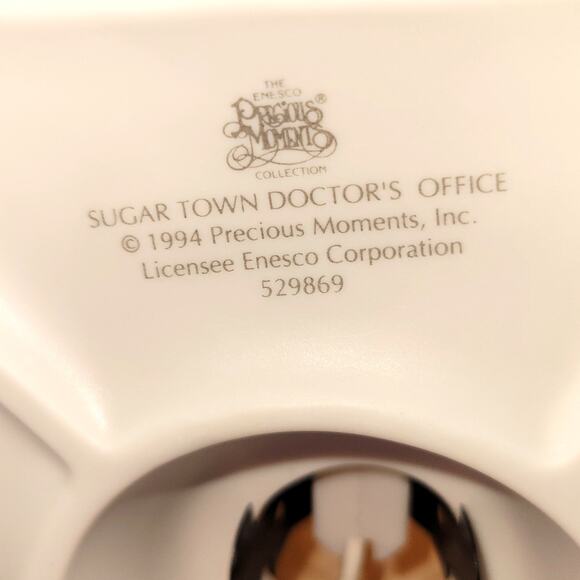 THE
ENESCO
PRECIOUS®
MOMENTS
COLLECTION
SUGAR TOWN DOCTOR'S OFFICE
© 1994 Precious Moments, Inc.
Licensee Enesco Corporation
529869